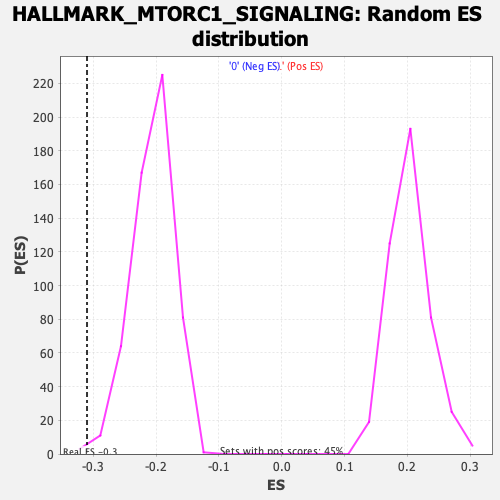 HALLMARK_MTORC1_SIGNALING: Random ES
distribution
'0' (Neg ES).' (Pos ES)
220
200
180
160
140
120
100
80
60
40
20
0
P(ES)
Real ES -0.3
Sets with pos scores: 45%
-0.3
-0.2
-0.1
0.0
0.1
0.2
0.3
ES